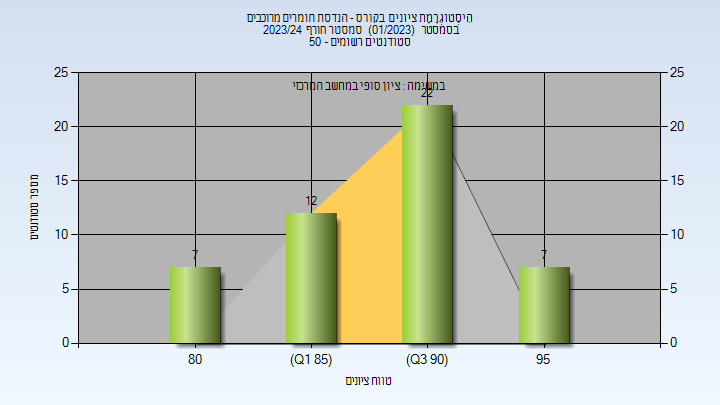 היסטוגרמת ציונים בקורס - הנדסת חומרים מרוכבים
בסמסטר (01/2023) סמסטר חורף 2023/24
סטודנטים רשומים - 50
במשימה : ציון סופי במחשב המרכזי
מספר סטודנטים
25
20
15
10
5
0
25
20
15
10
5
0
7
12
22
7
80
(Q1 85)
(Q3 90)
95
טווח ציונים